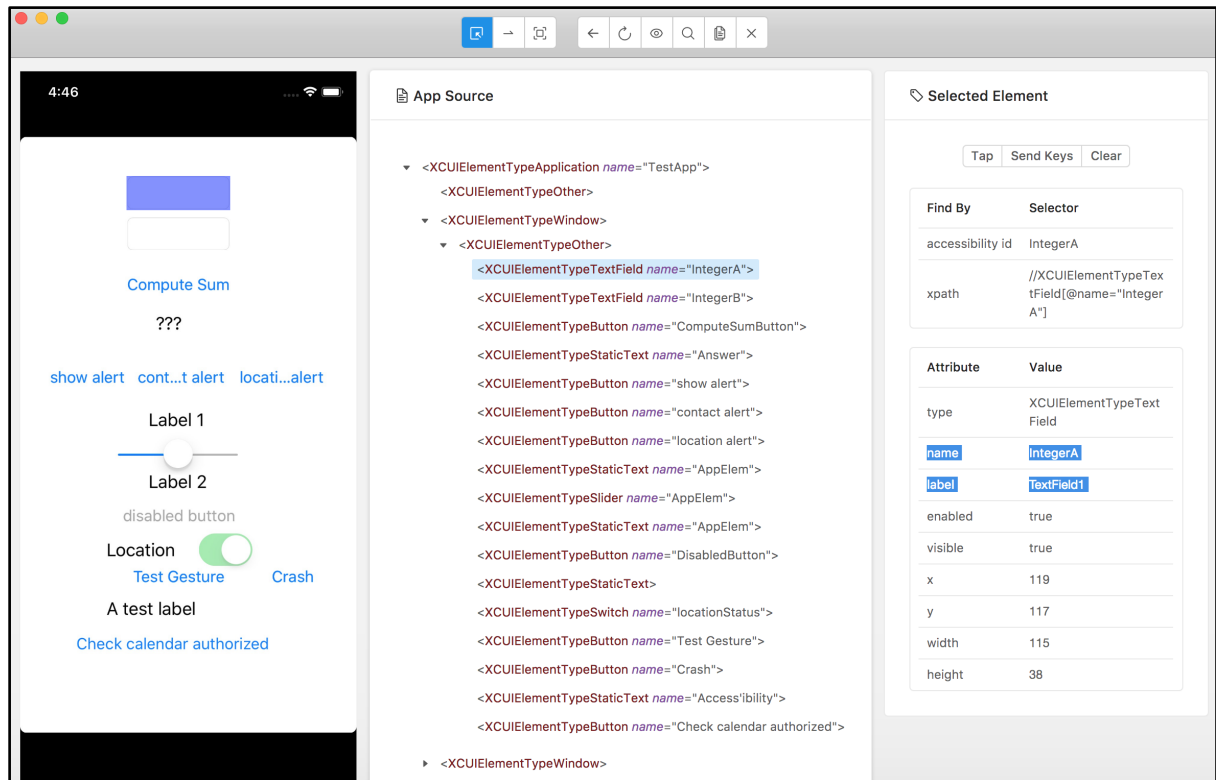 4:46
Compute Sum
???
show alert cont...t alert locati...alert
Label 1
Label 2
disabled button
Location
Test Gesture Crash
A test label
Check calendar authorized
App Source
<XCUIElementTypeApplication name="TestApp">
<XCUIElementTypeOther>
<XCUIElementTypeWindow>
<XCUIElementTypeOther>
<XCUIElementTypeTextField name="IntegerA">
<XCUIElementTypeTextField name="IntegerB">
<XCUIElementTypeButton name="ComputeSumButton">
<XCUIElementTypeStaticText name="Answer">
<XCUIElementTypeButton name="show alert">
<XCUIElementTypeButton name="contact alert">
<XCUIElementTypeButton name="location alert">
<XCUIElementTypeStaticText name="AppElem">
<XCUIElementTypeSlider name="AppElem">
<XCUIElementTypeStaticText name="AppElem">
<XCUIElementTypeButton name="DisabledButton">
<XCUIElementTypeStaticText>
<XCUIElementTypeSwitch name="locationStatus">
<XCUIElementTypeButton name="Test Gesture">
<XCUIElementTypeButton name="Crash">
<XCUIElementTypeStaticText name="Access'ibility">
<XCUIElementTypeButton name="Check calendar authorized">
<XCUIElementTypeWindow>
Selected Element
Tap Send Keys Clear
Find By Selector
accessibility id IntegerA
xpath //XCUIElementTypeTex
tField[@name="Integer
A"]
Attribute Value
type XCUIElementTypeText
Field
name IntegerA
label TextField1
enabled true
visible true
x 119
y 117
width 115
height 38